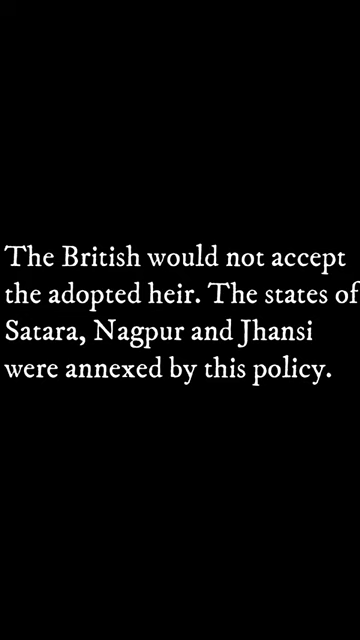 The British would not accept
the adopted heir. The states of
Satara, Nagpur and Jhansi
were annexed by this policy.